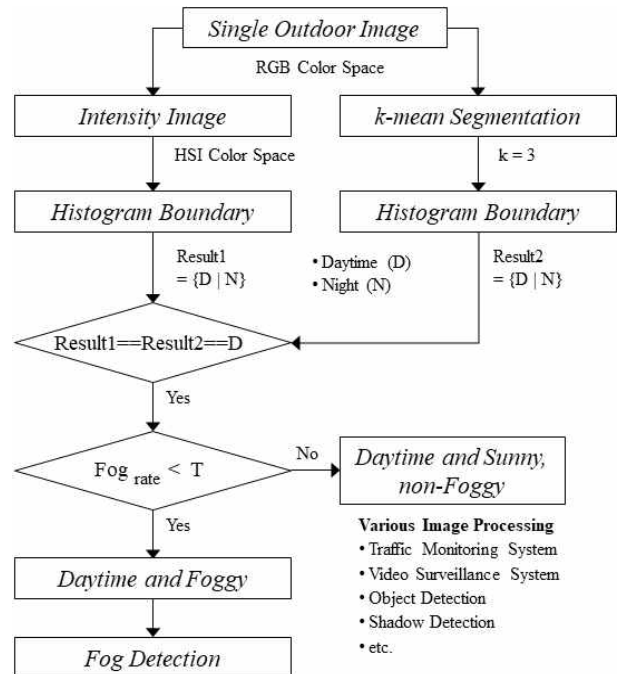 Single Outdoor Image
RGB Color Space
Intensity Image
k-mean Segmentation
HSI Color Space
k = 3
Histogram Boundary
Histogram Boundary
Result1
= {D | N}
• Daytime (D)
• Night (N)
Result2
= {D | N}
Result1==Result2==D
Yes
Fog rate < T
No
Daytime and Sunny,
non-Foggy
Yes
Various Image Processing
• Traffic Monitoring System
• Video Surveillance System
• Object Detection
• Shadow Detection
• etc.
Daytime and Foggy
Fog Detection